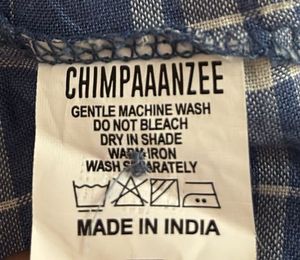 CHIMPAAANZEE
GENTLE MACHINE WASH
DO NOT BLEACH
DRY IN SHADE
WARM IRON
WASH SEPARATELY
MADE IN INDIA